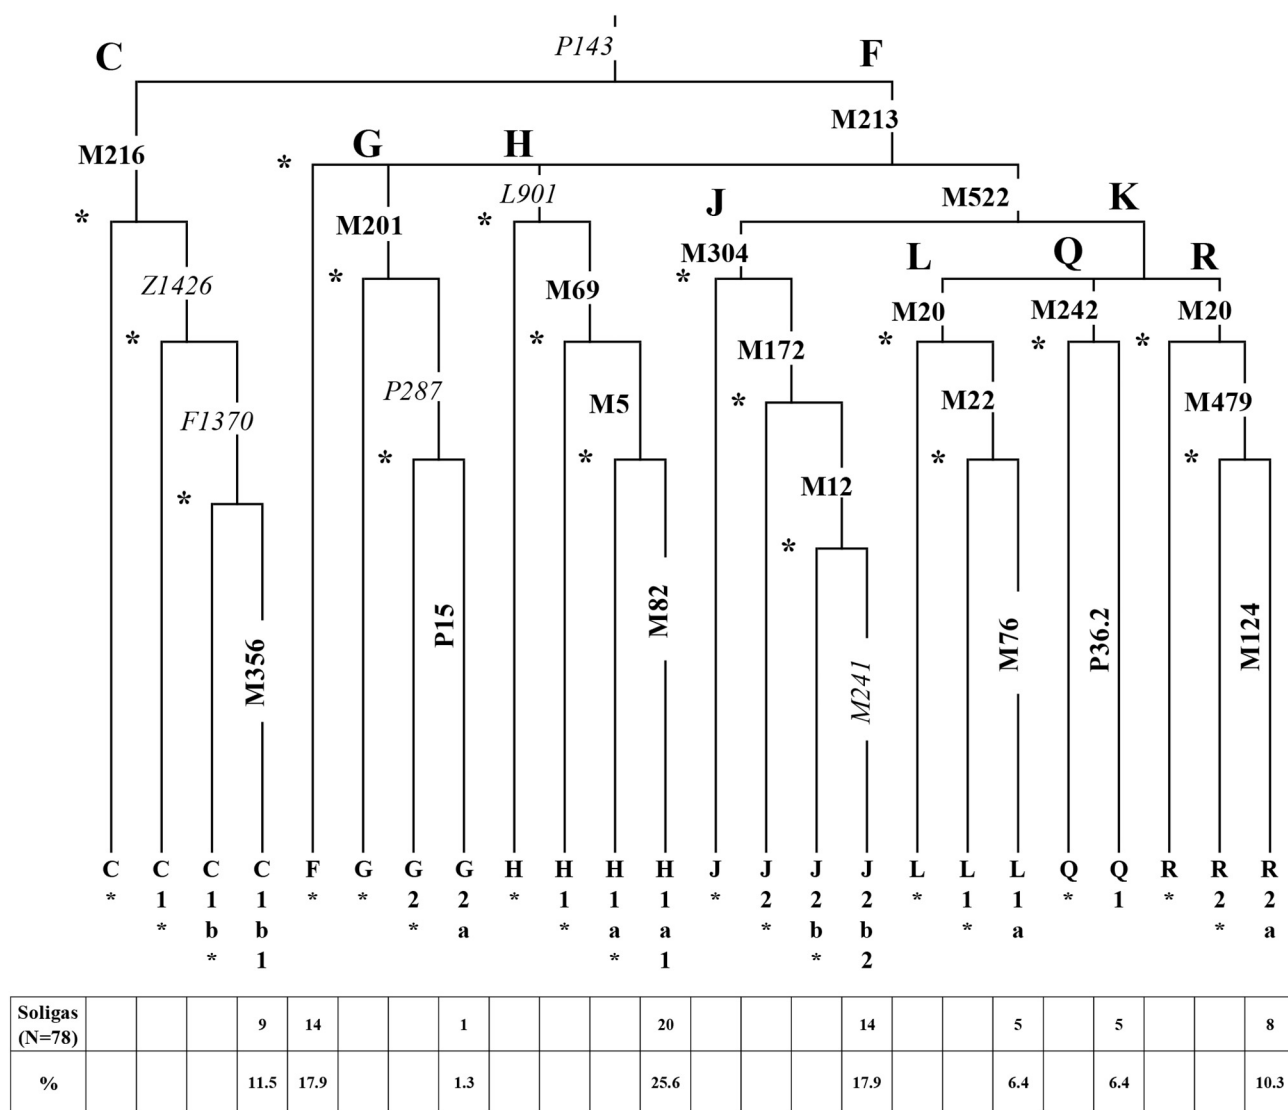 P143
C F
M213
M216
* G H
L901
M522 K
J
M201
*
*
M304
L Q R
Z1426
*
M69
*
M20 M242 M20
*
*
M172
*
*
*
*
P287
M5
*
M22
M479
F1370
*
*
*
*
M12
*
*
P15
M82
M356
M76
P36.2
M124
M241
C C C C F G G G H H H H J J J J L L L Q Q R R R
* 1 1 1 * * 2 2 * 1 1 1 * 2 2 2 * 1 1 * 1 * 2 2
* b b * a * a a * b b * a * a
* 1 * 1 * 2
Soligas 9 14 1 20 14 5 5 8
(N=78)
% 11.5 17.9 1.3 25.6 17.9 6.4 6.4 10.3